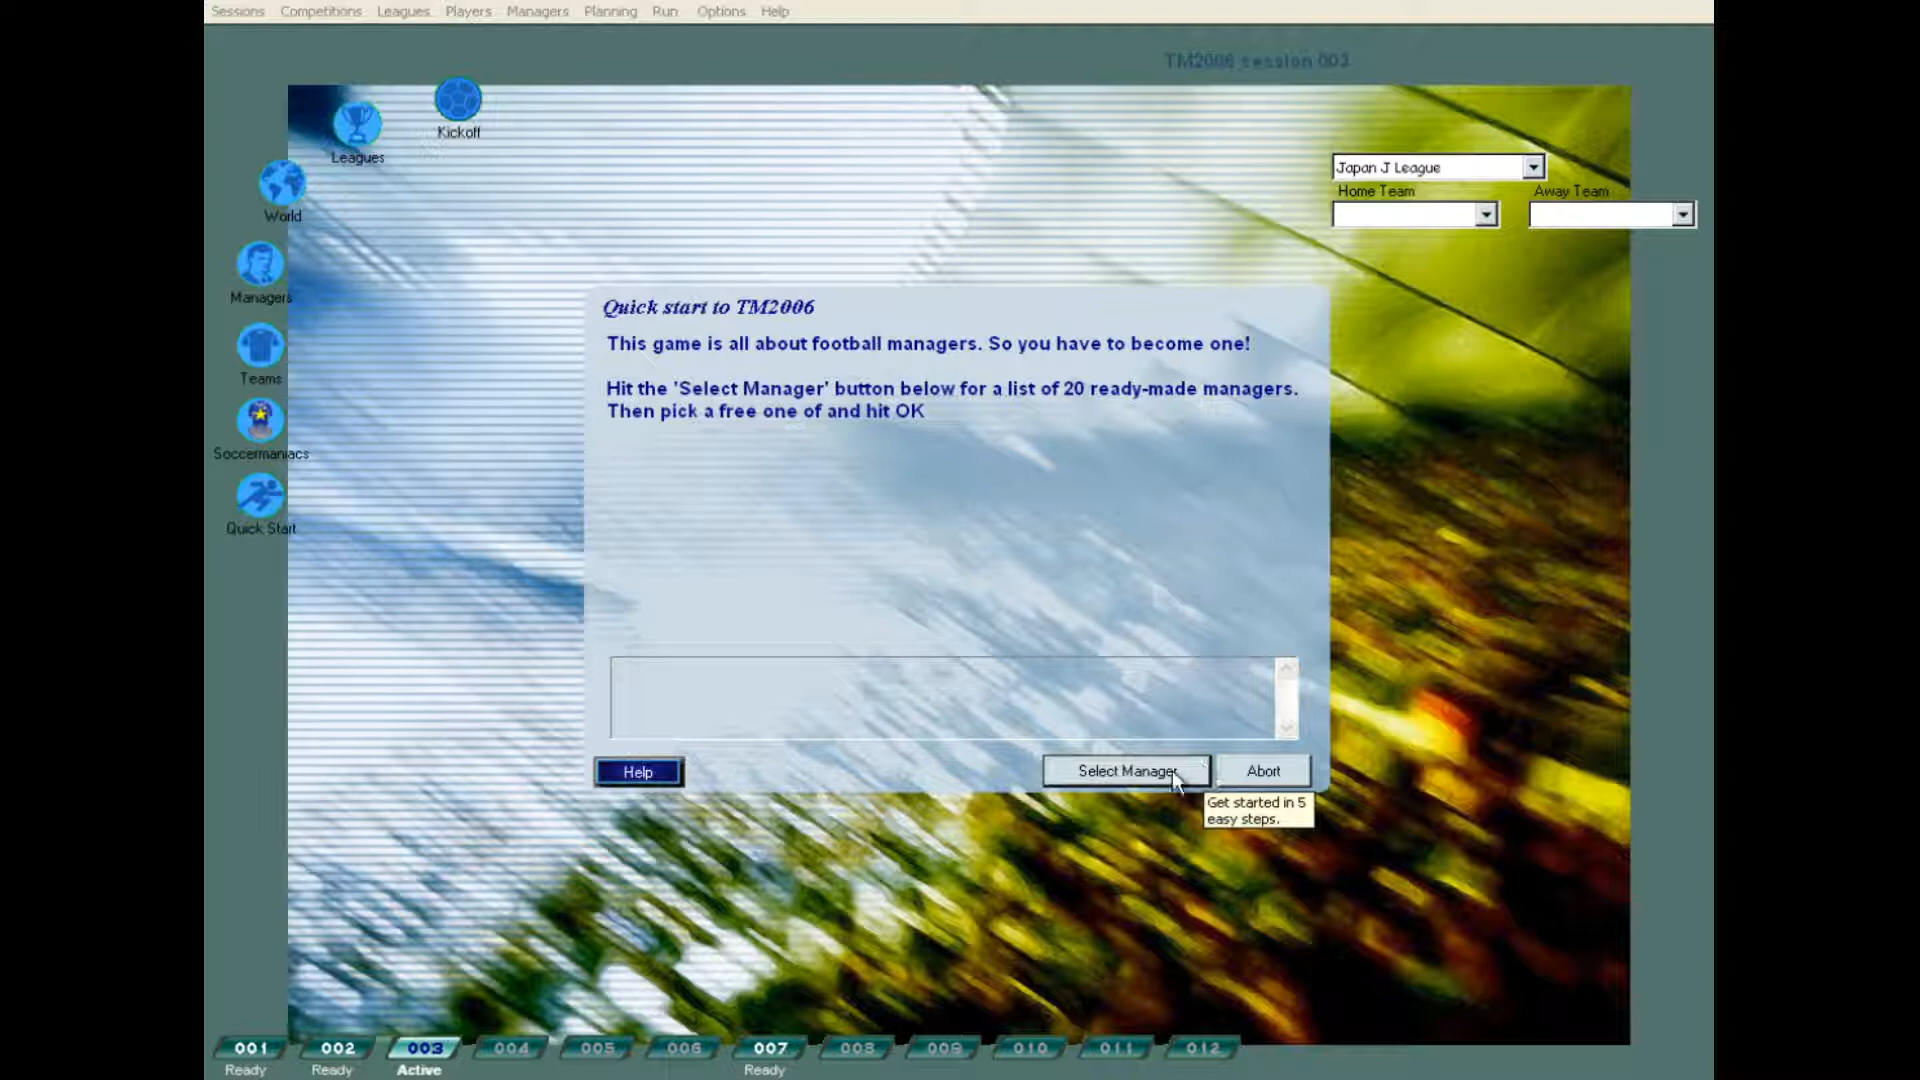 Sessions Competitions Leagues Players Managers Planning Run Options Help
TM2006 session 003
Kickoff
Leagues
World
Managers
Teams
Soccermaniacs
Quick Start
Japan J League
Home Team Away Team
Quick start to TM2006
This game is all about football managers. So you have to become one!
Hit the 'Select Manager' button below for a list of 20 ready-made managers.
Then pick a free one of and hit OK
Help Select Manager Abort
Get started in 5
easy steps.
001 002 003 004 005 006 007 008 009 010 011 012
Ready Ready Active Ready